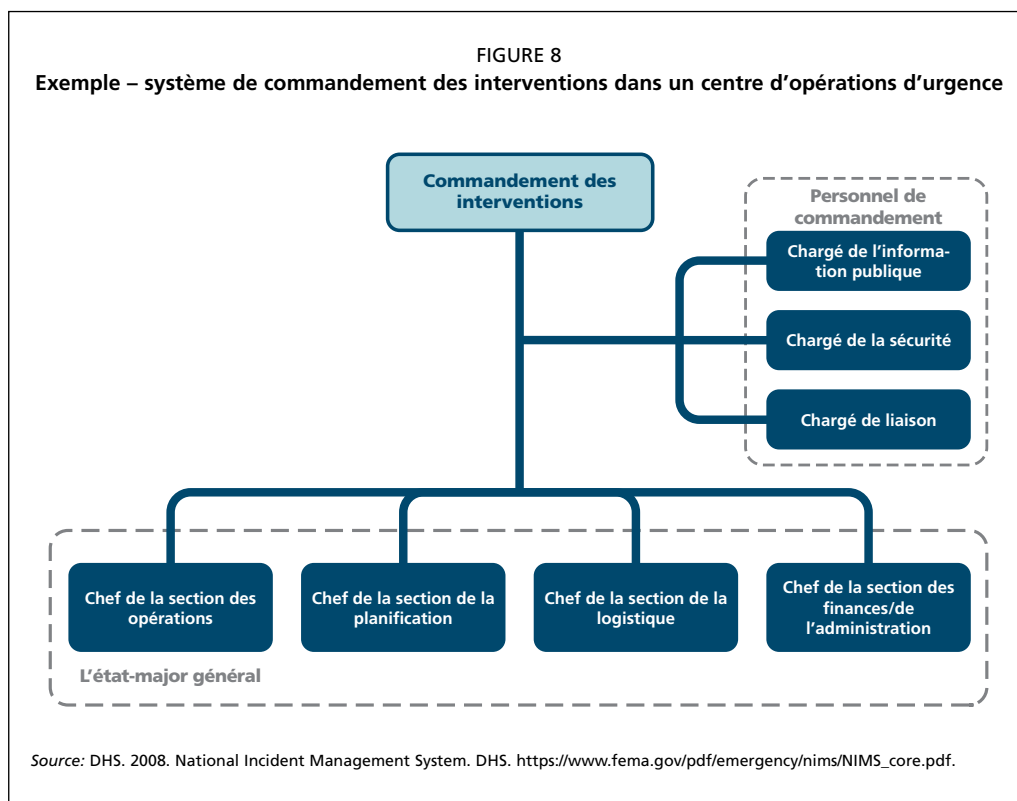 FIGURE 8
Exemple – système de commandement des interventions dans un centre d’opérations d’urgence
Commandement des
interventions
Personnel de
commandement
Chargé de l’informa-
tion publique
Chargé de la sécurité
Chargé de liaison
Chef de la section des
opérations
Chef de la section de la
planification
Chef de la section de la
logistique
Chef de la section des
finances/de
l’administration
L’état-major général
Source: DHS. 2008. National Incident Management System. DHS. https://www.fema.gov/pdf/emergency/nims/NIMS_core.pdf.